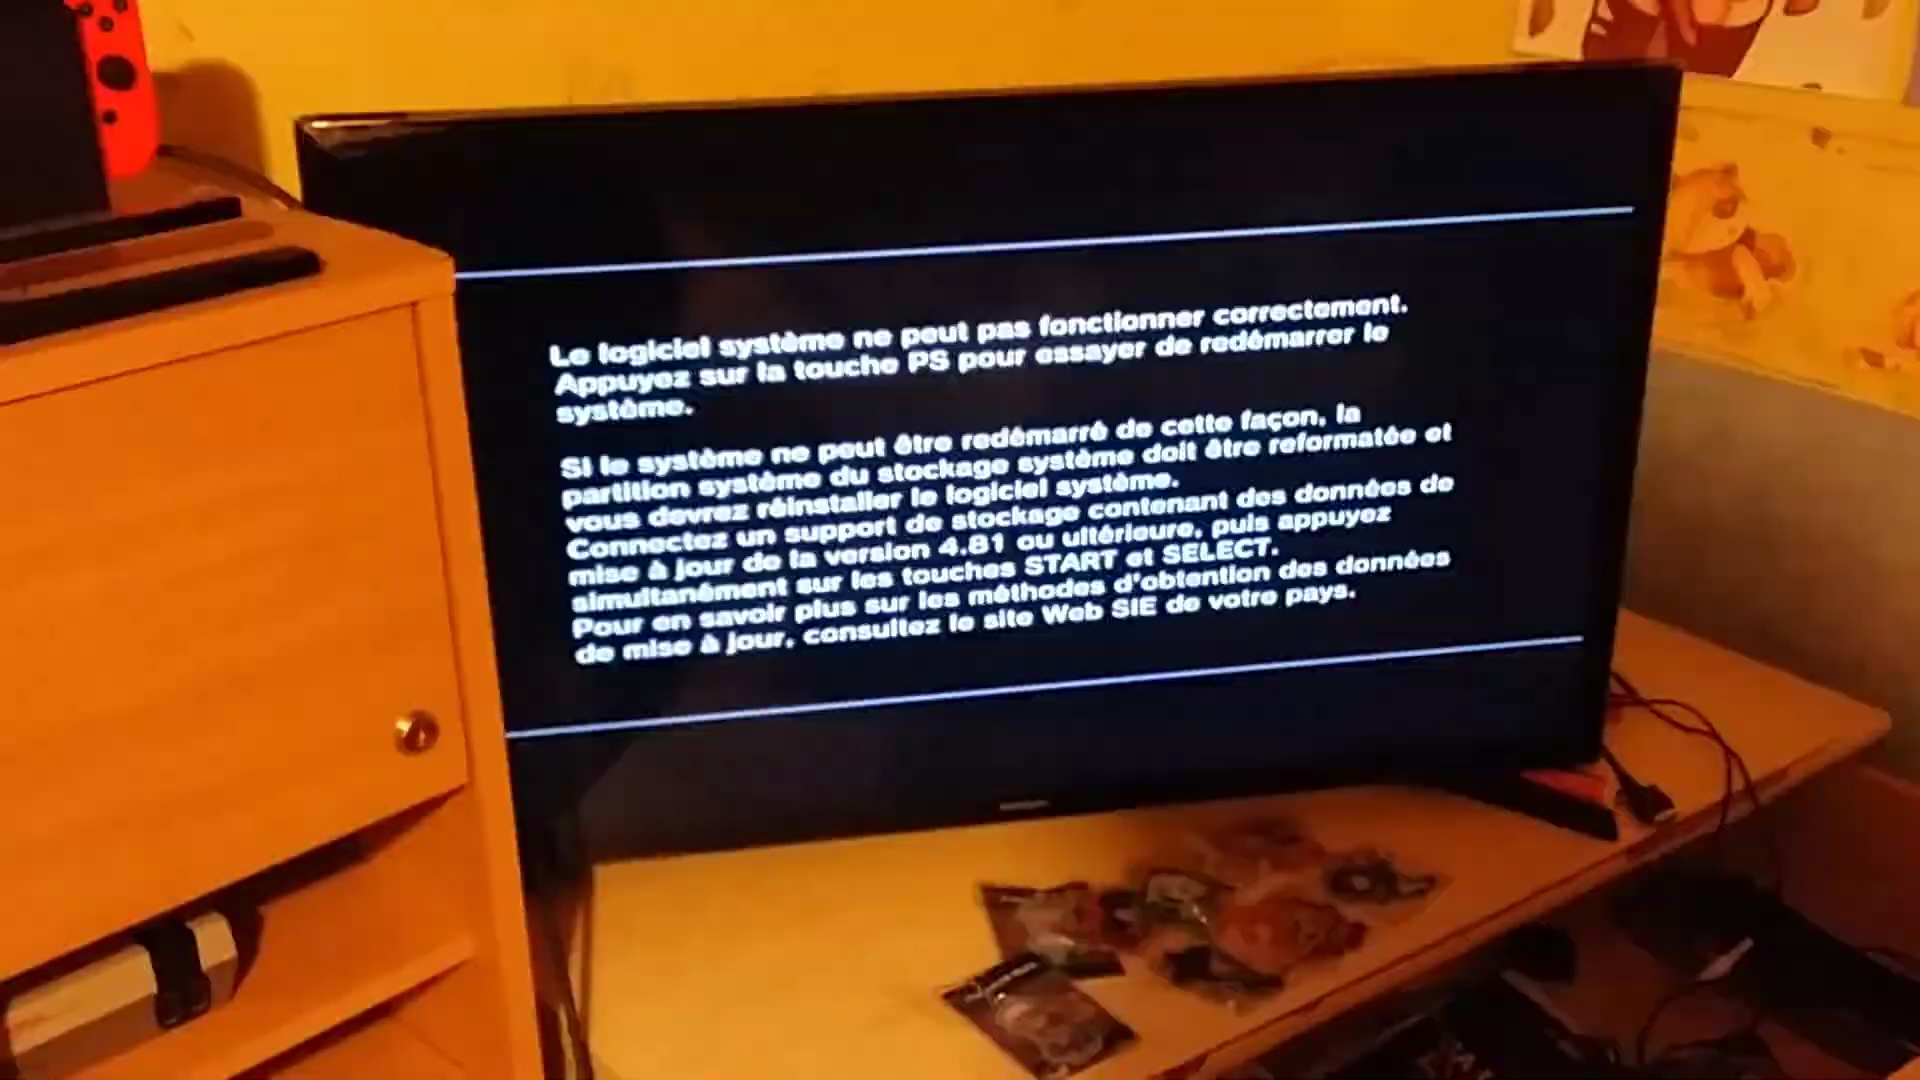 Le logiciel système ne peut pas fonctionner correctement.
Appuyez sur la touche PS pour essayer de redémarrer le
système.
Si le système ne peut être redémarré de cette façon, la
partition système du stockage système doit être reformatée et
vous devrez réinstaller le logiciel système.
Connectez un support de stockage contenant des données de
mise à jour de la version 4.81 ou ultérieure, puis appuyez
simultanément sur les touches START et SELECT.
Pour en savoir plus sur les méthodes d'obtention des données
de mise à jour, consultez le site Web SIE de votre pays.